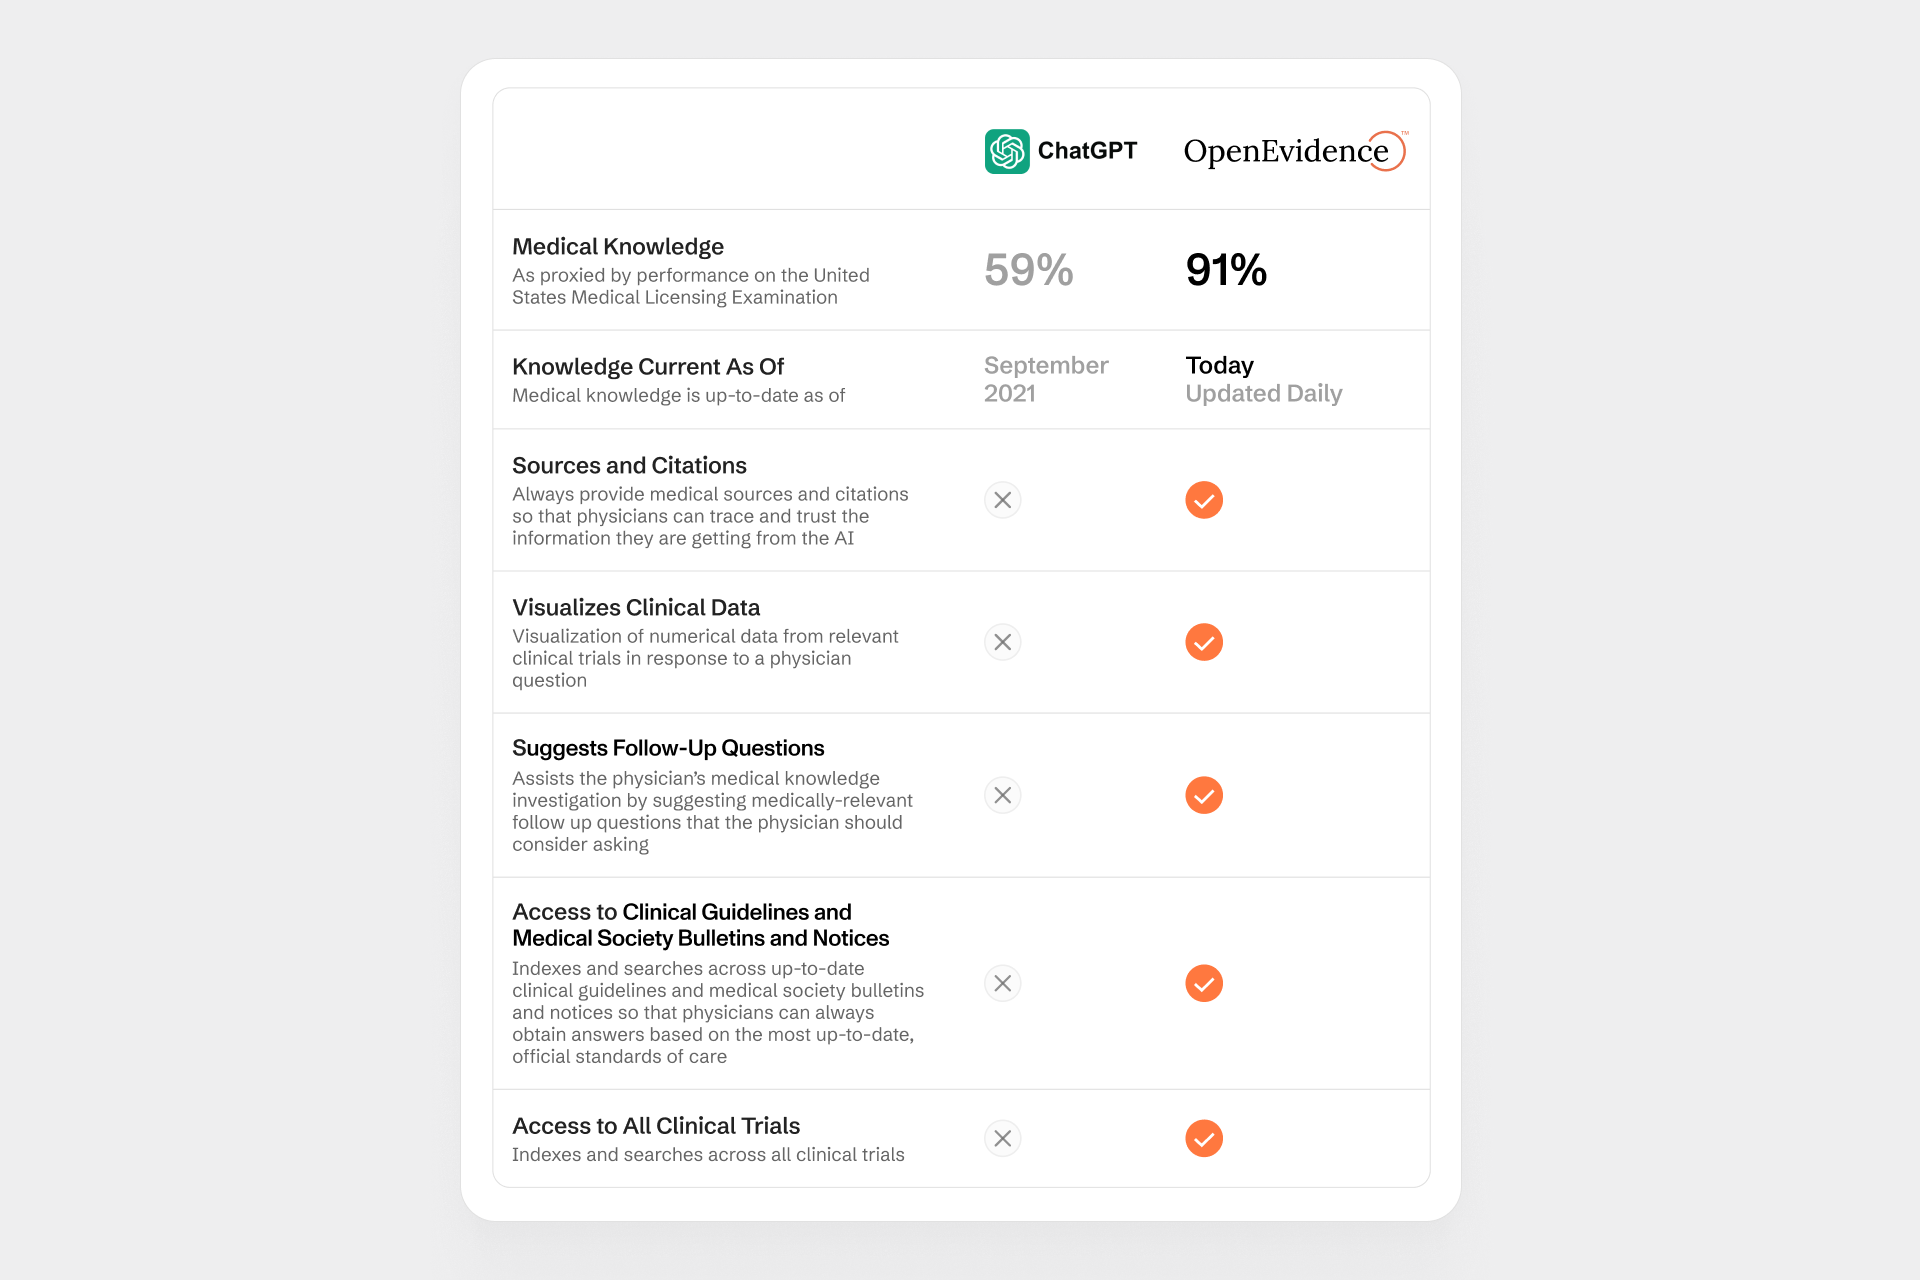 ChatGPT
OpenEvidence™
Medical Knowledge
As proxied by performance on the United
States Medical Licensing Examination
59%
91%
Knowledge Current As Of
Medical knowledge is up-to-date as of
September
2021
Today
Updated Daily
Sources and Citations
Always provide medical sources and citations
so that physicians can trace and trust the
information they are getting from the AI
Visualizes Clinical Data
Visualization of numerical data from relevant
clinical trials in response to a physician
question
Suggests Follow-Up Questions
Assists the physician’s medical knowledge
investigation by suggesting medically-relevant
follow up questions that the physician should
consider asking
Access to Clinical Guidelines and
Medical Society Bulletins and Notices
Indexes and searches across up-to-date
clinical guidelines and medical society bulletins
and notices so that physicians can always
obtain answers based on the most up-to-date,
official standards of care
Access to All Clinical Trials
Indexes and searches across all clinical trials